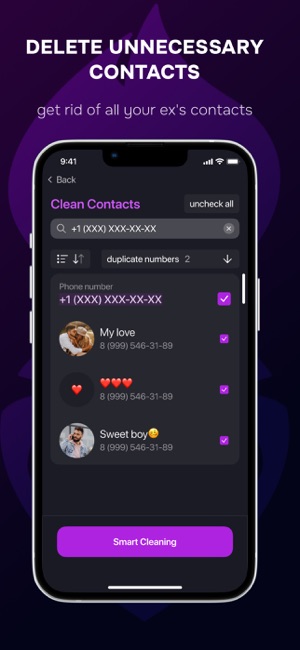 DELETE UNNECESSARY
CONTACTS
get rid of all your ex's contacts
9:41
Back
Clean Contacts
uncheck all
+1 (XXX) XXX-XX-XX
duplicate numbers 2
Phone number
+1 (XXX) XXX-XX-XX
My love
8 (999) 546-31-89
❤️❤️❤️
8 (999) 546-31-89
Sweet boy😊
8 (999) 546-31-89
Smart Cleaning